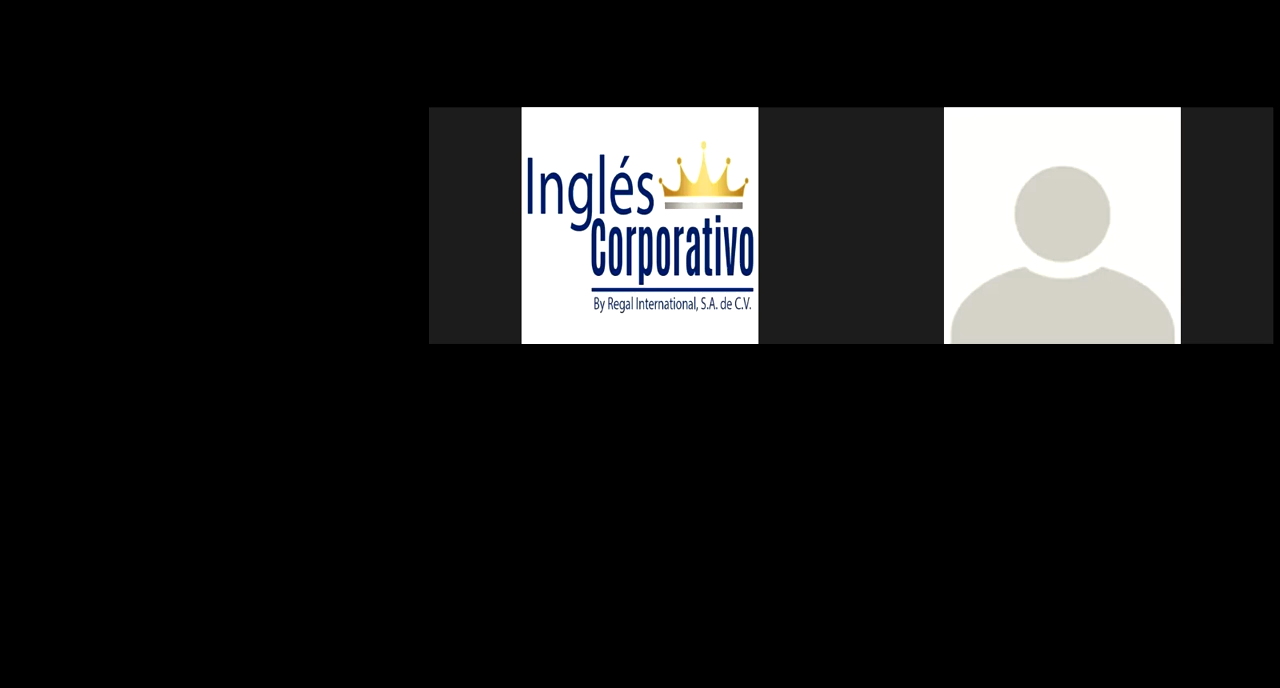 Inglés
Corporativo
By Regal International, S.A. de C.V.